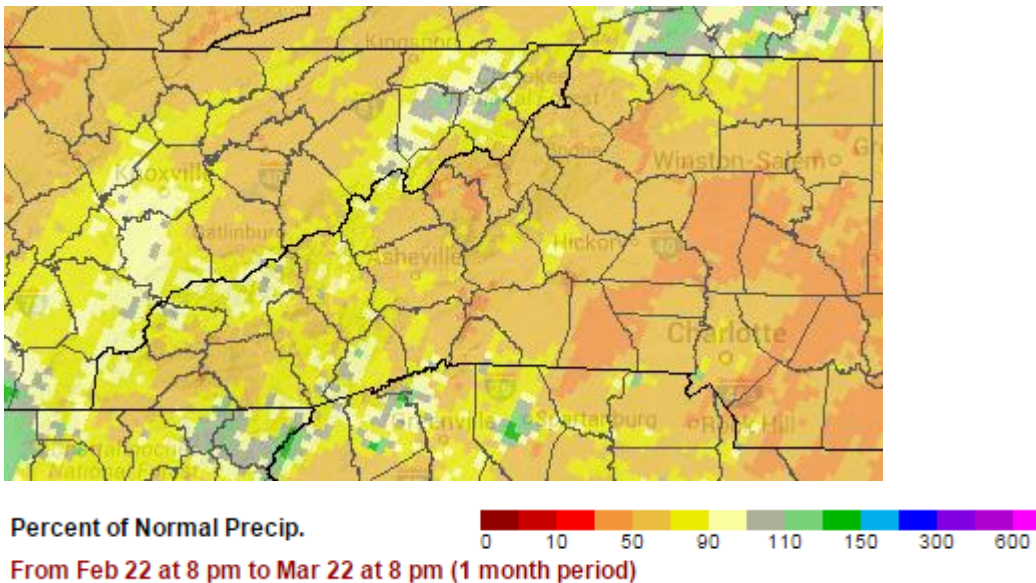 Kingsport
Knoxville
Winston-Salem
Gatlinburg
Asheville
Hickory
Charlotte
Greenville
Spartanburg
Rock Hill
National Forest
Percent of Normal Precip.
0 10 50 90 110 150 300 600
From Feb 22 at 8 pm to Mar 22 at 8 pm (1 month period)